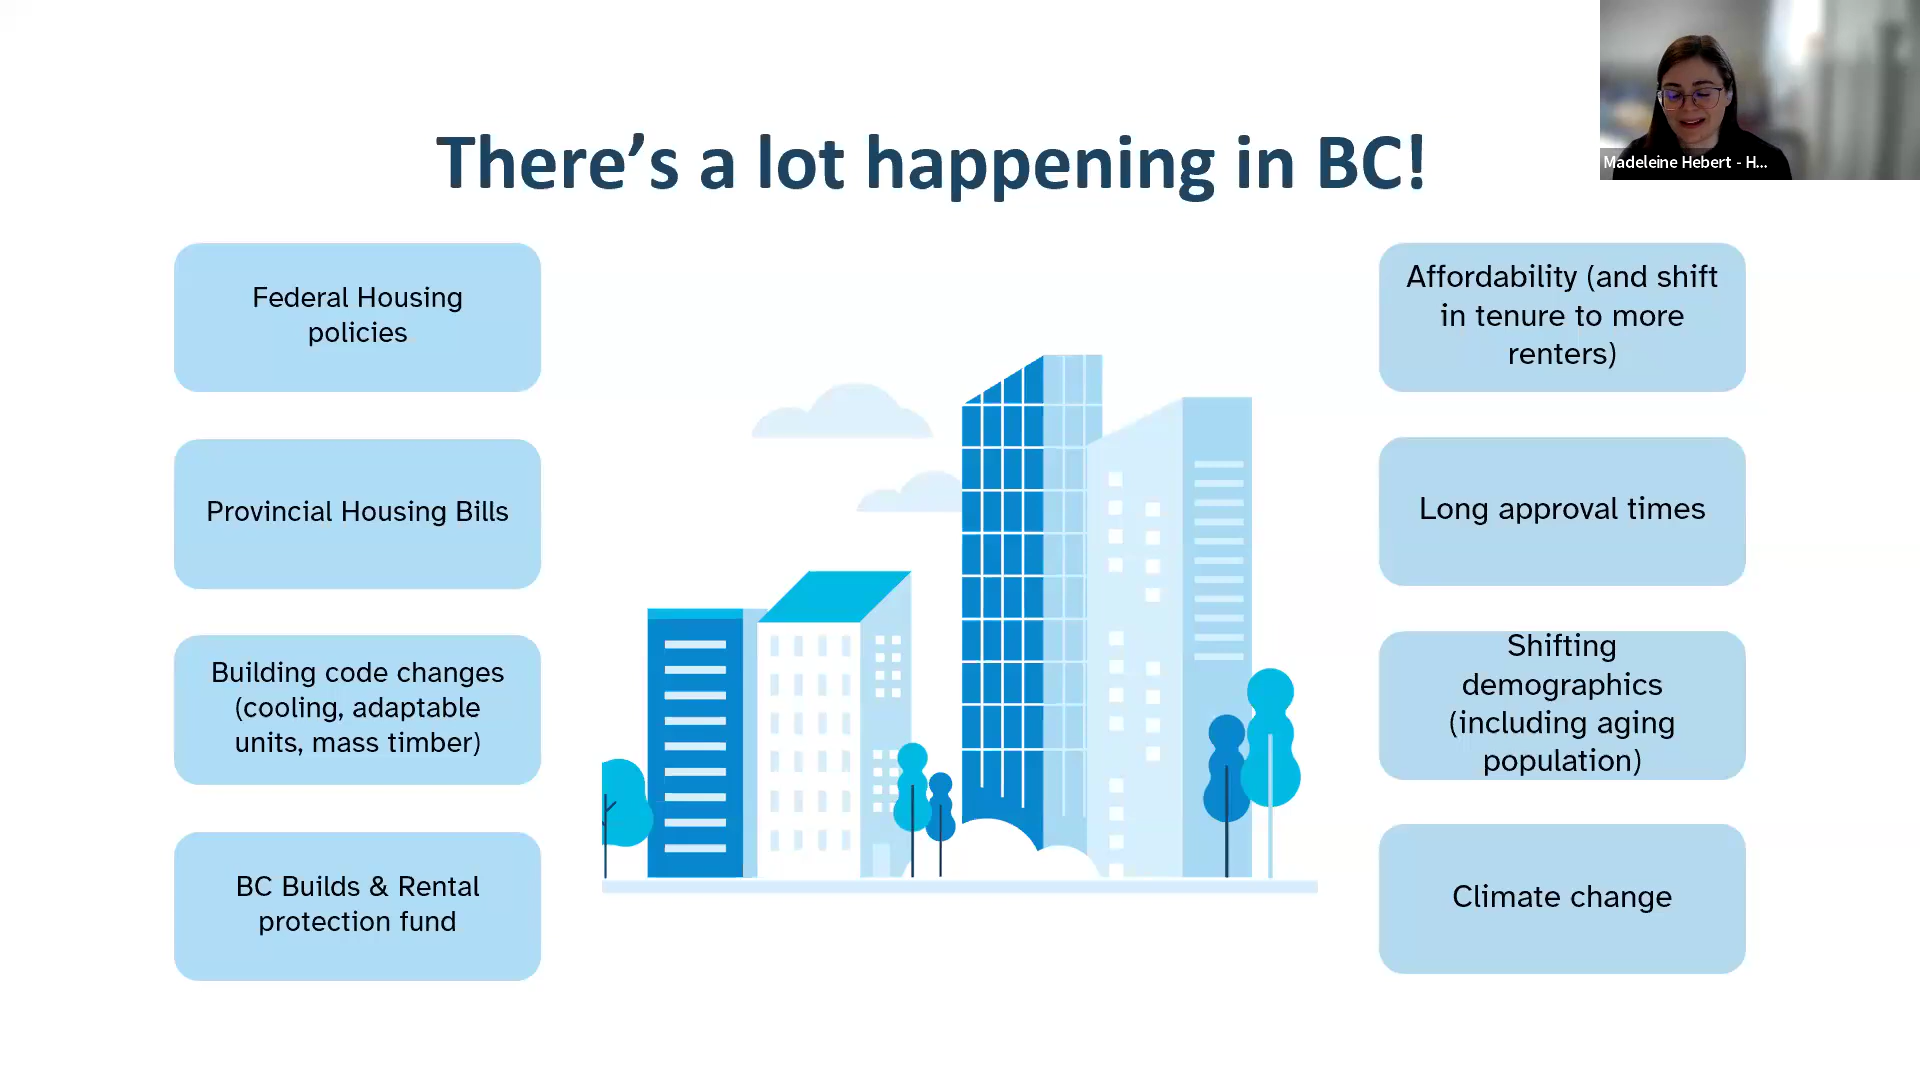 There’s a lot happening in BC!
Madeleine Hebert - H...
Federal Housing
policies
Provincial Housing Bills
Building code changes
(cooling, adaptable
units, mass timber)
BC Builds & Rental
protection fund
Affordability (and shift
in tenure to more
renters)
Long approval times
Shifting
demographics
(including aging
population)
Climate change